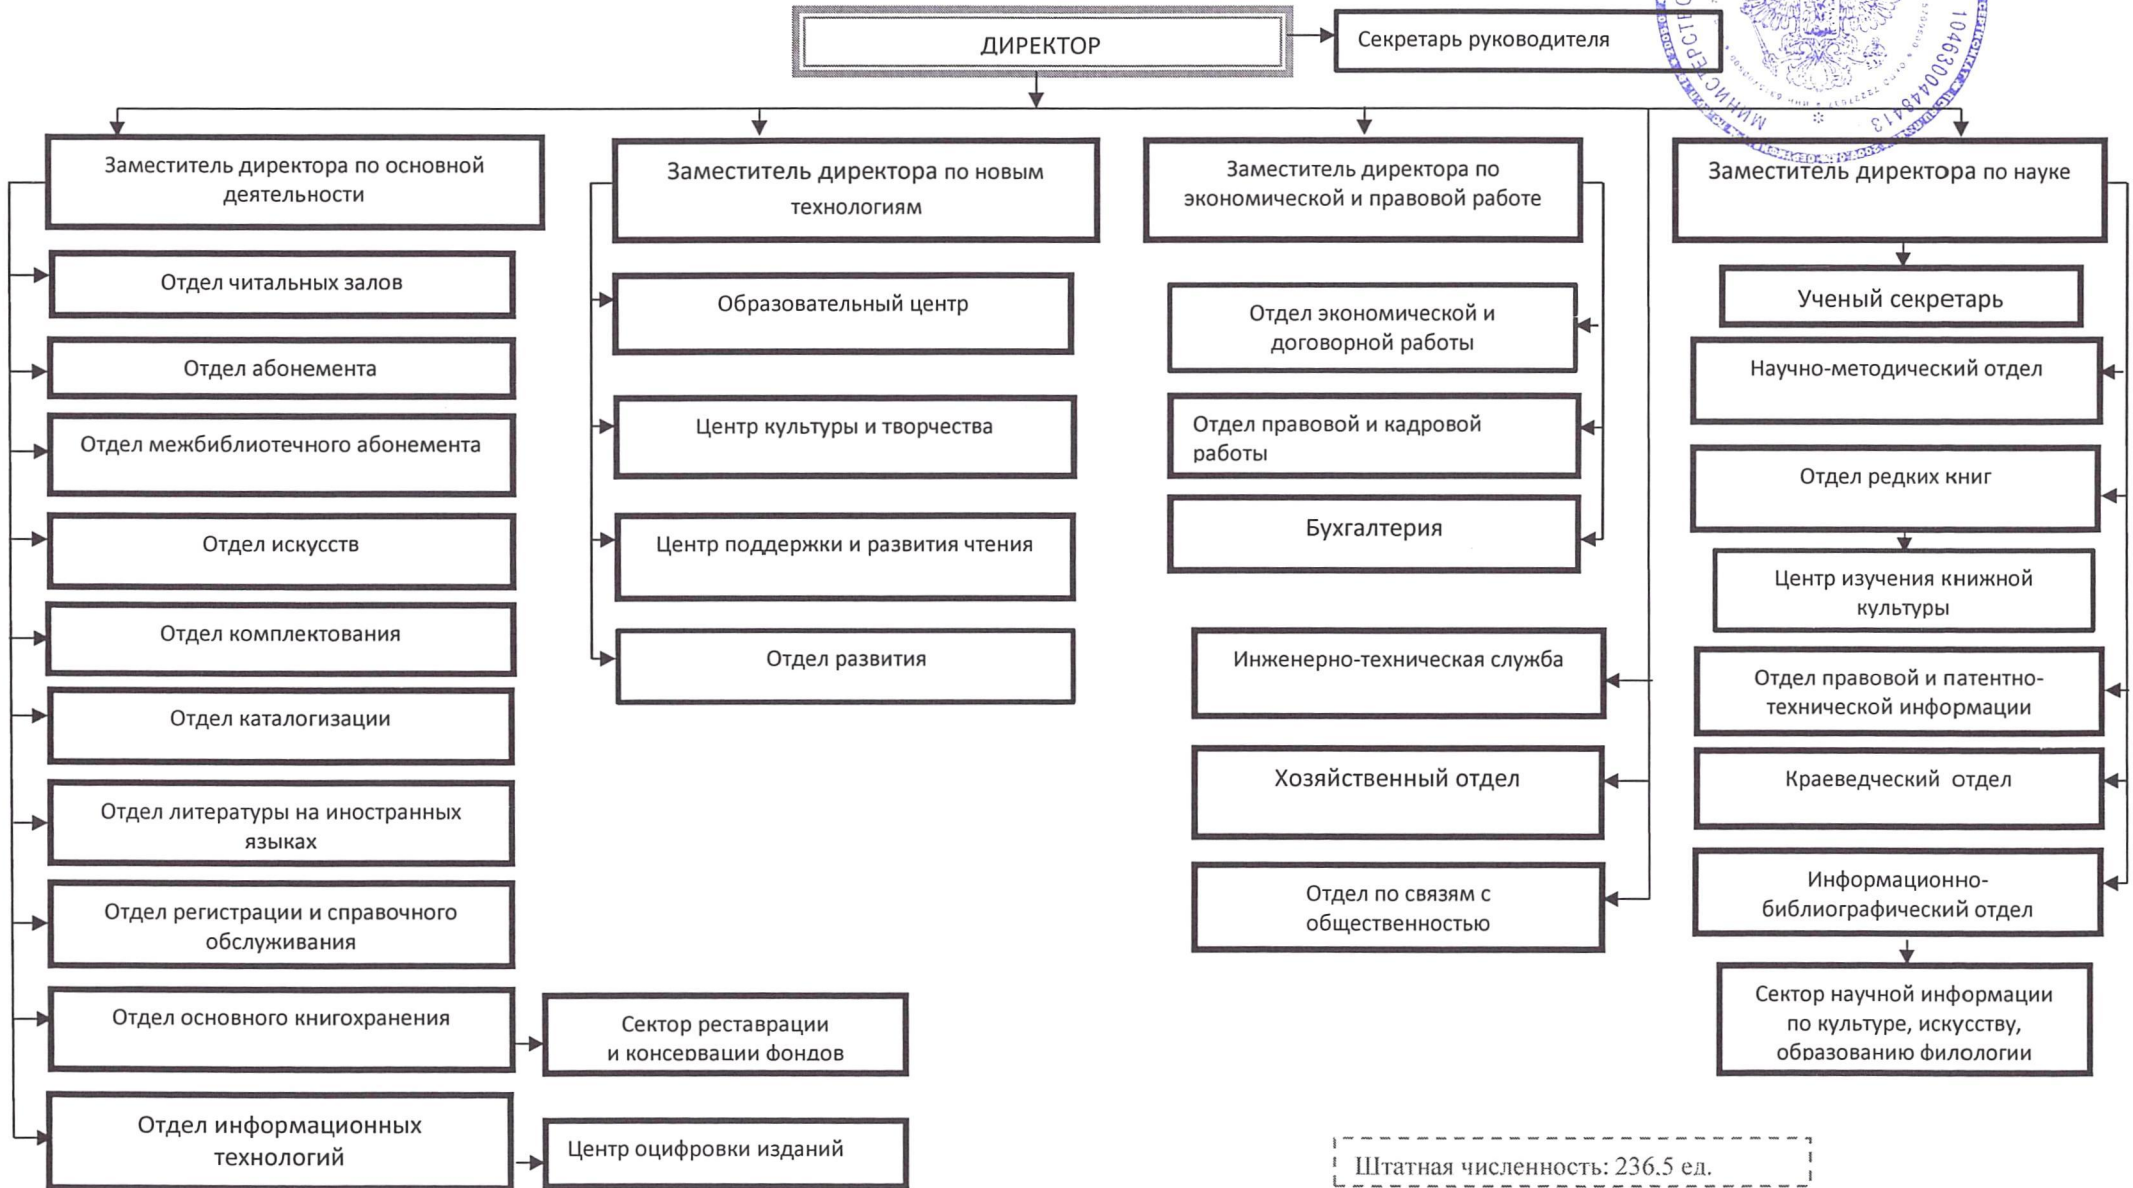 ДИРЕКТОР
Секретарь руководителя
МИНИСТЕРСТВО
1046300448413
Заместитель директора по основной
деятельности
Отдел читальных залов
Отдел абонемента
Отдел межбиблиотечного абонемента
Отдел искусств
Отдел комплектования
Отдел каталогизации
Отдел литературы на иностранных
языках
Отдел регистрации и справочного
обслуживания
Отдел основного книгохранения
Сектор реставрации
и консервации фондов
Отдел информационных
технологий
Центр оцифровки изданий
Заместитель директора по новым
технологиям
Образовательный центр
Центр культуры и творчества
Центр поддержки и развития чтения
Отдел развития
Заместитель директора по
экономической и правовой работе
Отдел экономической и
договорной работы
Отдел правовой и кадровой
работы
Бухгалтерия
Инженерно-техническая служба
Хозяйственный отдел
Отдел по связям с
общественностью
Заместитель директора по науке
Ученый секретарь
Научно-методический отдел
Отдел редких книг
Центр изучения книжной
культуры
Отдел правовой и патентно-
технической информации
Краеведческий отдел
Информационно-
библиографический отдел
Сектор научной информации
по культуре, искусству,
образованию филологии
Штатная численность: 236,5 ед.